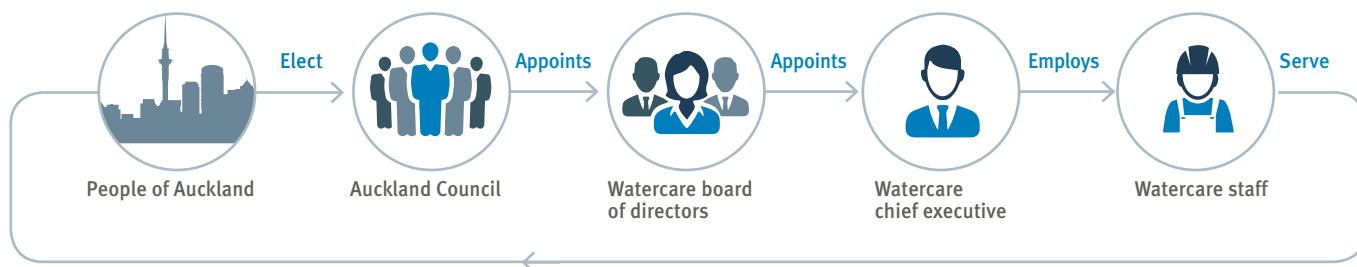 Elect
Appoints
Appoints
Employs
Serve
People of Auckland
Auckland Council
Watercare board
of directors
Watercare
chief executive
Watercare staff